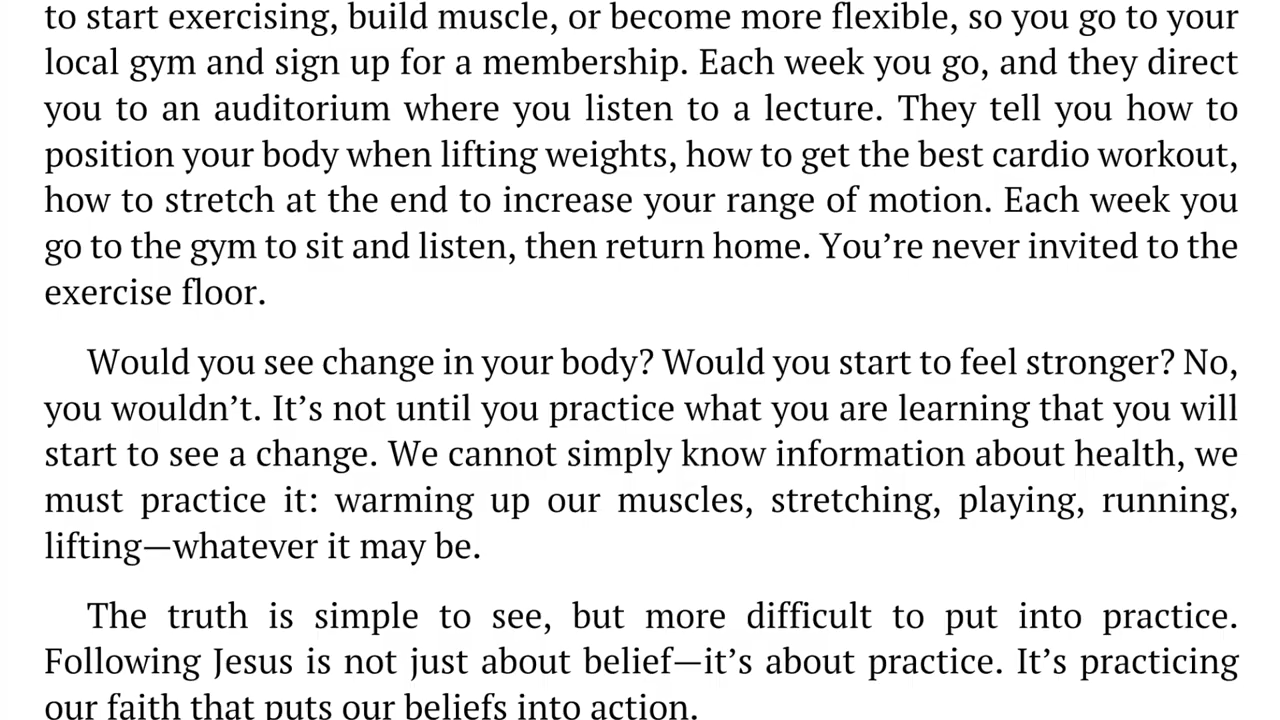 to start exercising, build muscle, or become more flexible, so you go to your
local gym and sign up for a membership. Each week you go, and they direct
you to an auditorium where you listen to a lecture. They tell you how to
position your body when lifting weights, how to get the best cardio workout,
how to stretch at the end to increase your range of motion. Each week you
go to the gym to sit and listen, then return home. You’re never invited to the
exercise floor.
Would you see change in your body? Would you start to feel stronger? No,
you wouldn’t. It’s not until you practice what you are learning that you will
start to see a change. We cannot simply know information about health, we
must practice it: warming up our muscles, stretching, playing, running,
lifting—whatever it may be.
The truth is simple to see, but more difficult to put into practice.
Following Jesus is not just about belief—it’s about practice. It’s practicing
our faith that puts our beliefs into action.